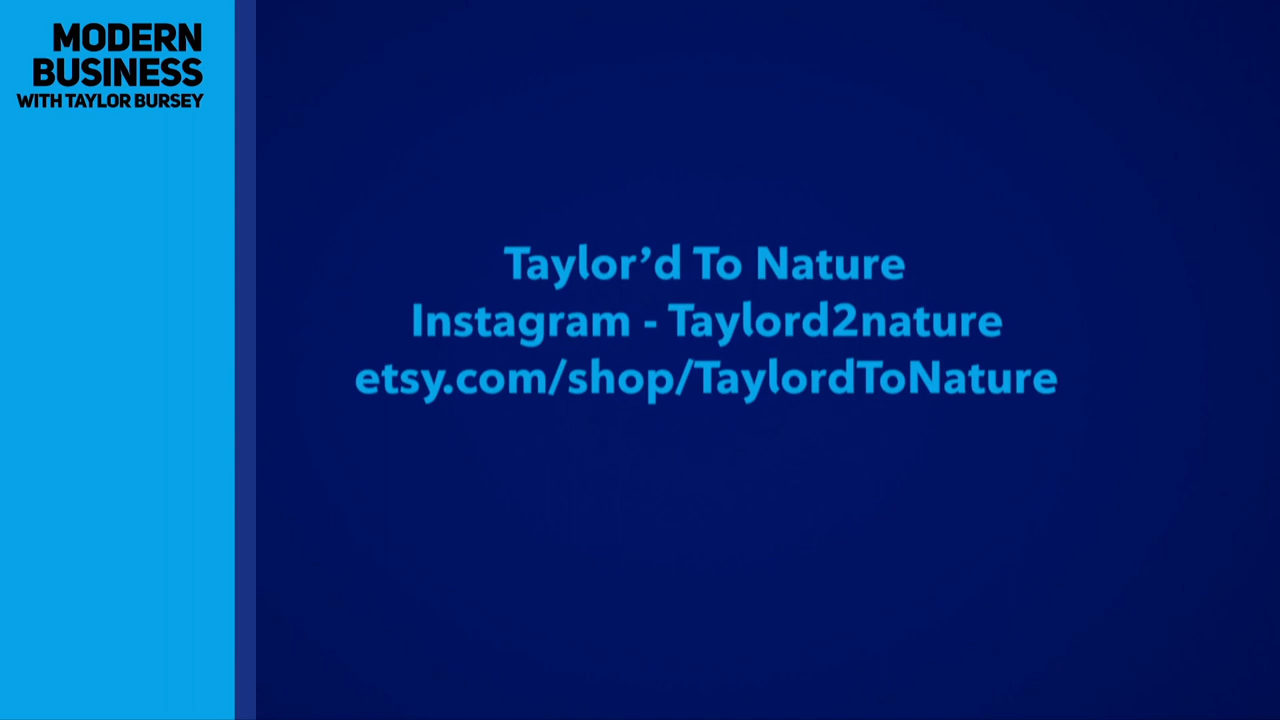 MODERN
BUSINESS
WITH TAYLOR BURSEY
Taylor’d To Nature
Instagram - Taylord2nature
etsy.com/shop/TaylordToNature